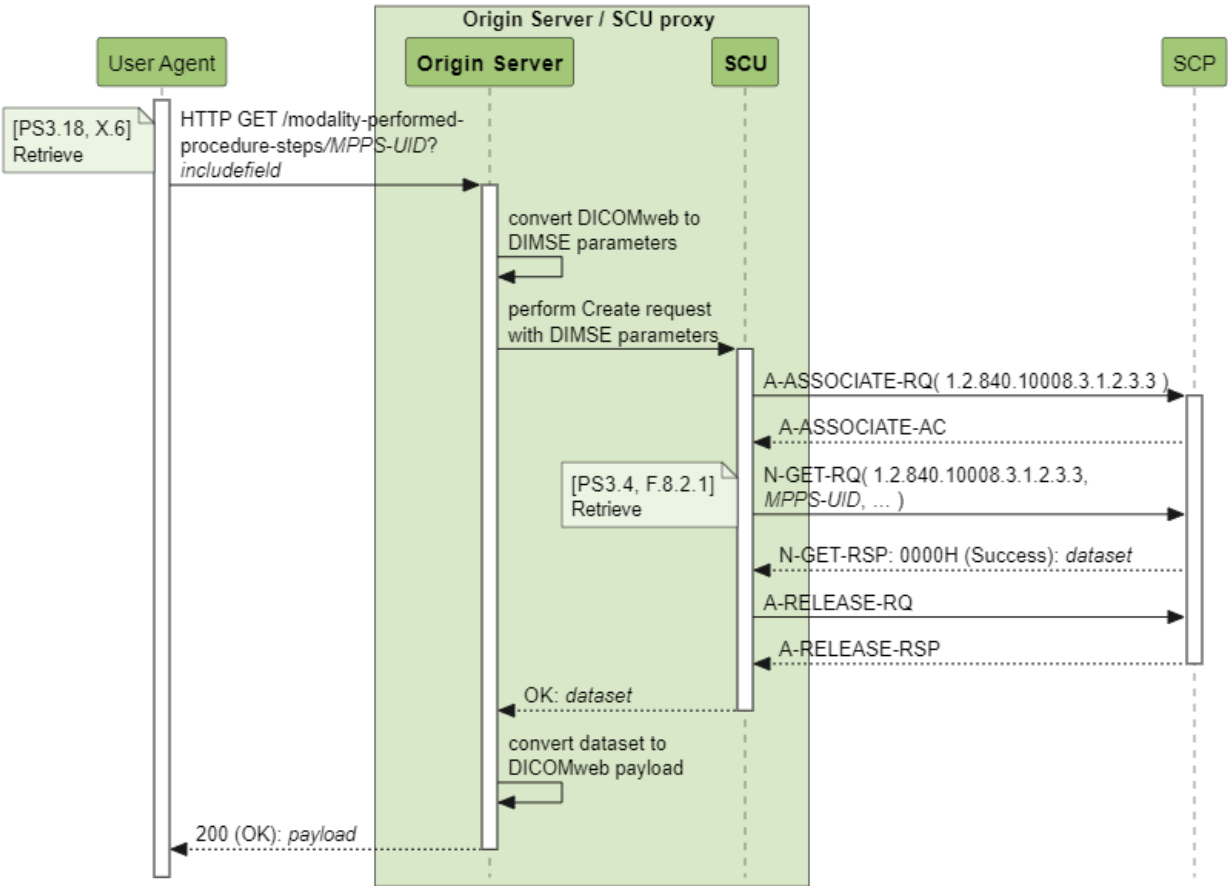 Origin Server / SCU proxy
User Agent
Origin Server
SCU
SCP
[PS3.18, X.6]
Retrieve
HTTP GET /modality-performed-
procedure-steps/MPPS-UID?
includefield
convert DICOMweb to
DIMSE parameters
perform Create request
with DIMSE parameters
A-ASSOCIATE-RQ( 1.2.840.10008.3.1.2.3.3 )
A-ASSOCIATE-AC
[PS3.4, F.8.2.1]
Retrieve
N-GET-RQ( 1.2.840.10008.3.1.2.3.3,
MPPS-UID, ... )
N-GET-RSP: 0000H (Success): dataset
A-RELEASE-RQ
A-RELEASE-RSP
OK: dataset
convert dataset to
DICOMweb payload
200 (OK): payload